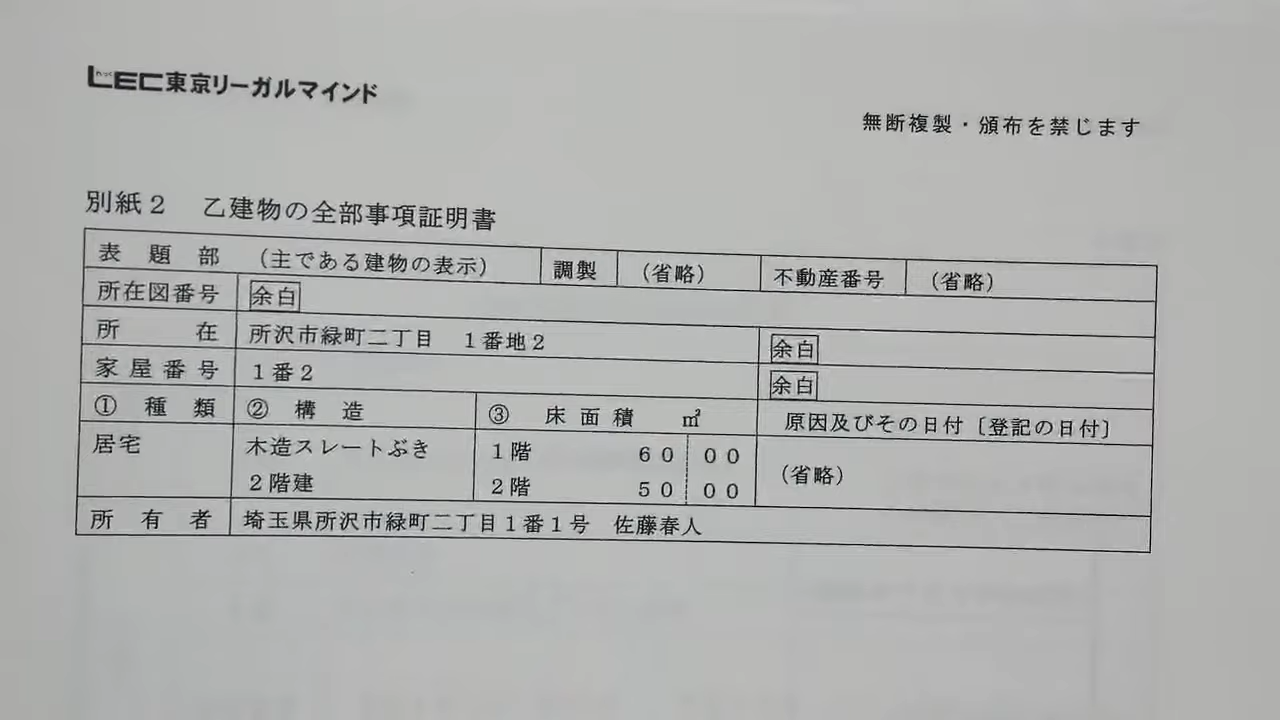 LEC東京リーガルマインド
無断複製・頒布を禁じます
別紙2 乙建物の全部事項証明書
表題部 (主である建物の表示) 調製 (省略) 不動産番号 (省略)
所在図番号 余白
所在 所沢市緑町二丁目 1番地2 余白
家屋番号 1番2 余白
① 種類 ② 構造 ③ 床面積 ㎡ 原因及びその日付〔登記の日付〕
居宅 木造スレートぶき 1階 60 00 (省略)
2階建 2階 50 00
所有者 埼玉県所沢市緑町二丁目1番1号 佐藤春人